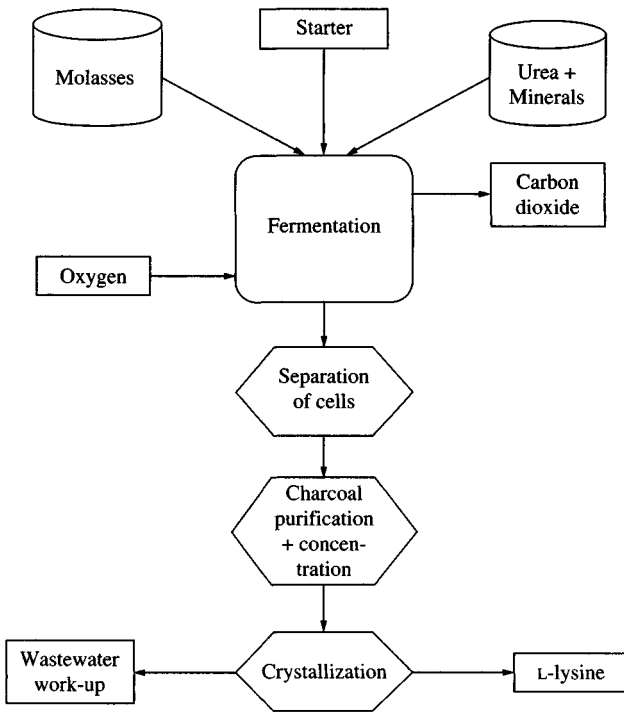 Starter
Molasses
Urea +
Minerals
Carbon
dioxide
Fermentation
Oxygen
Separation
of cells
Charcoal
purification
+ concen-
tration
Wastewater
work-up
Crystallization
L-lysine